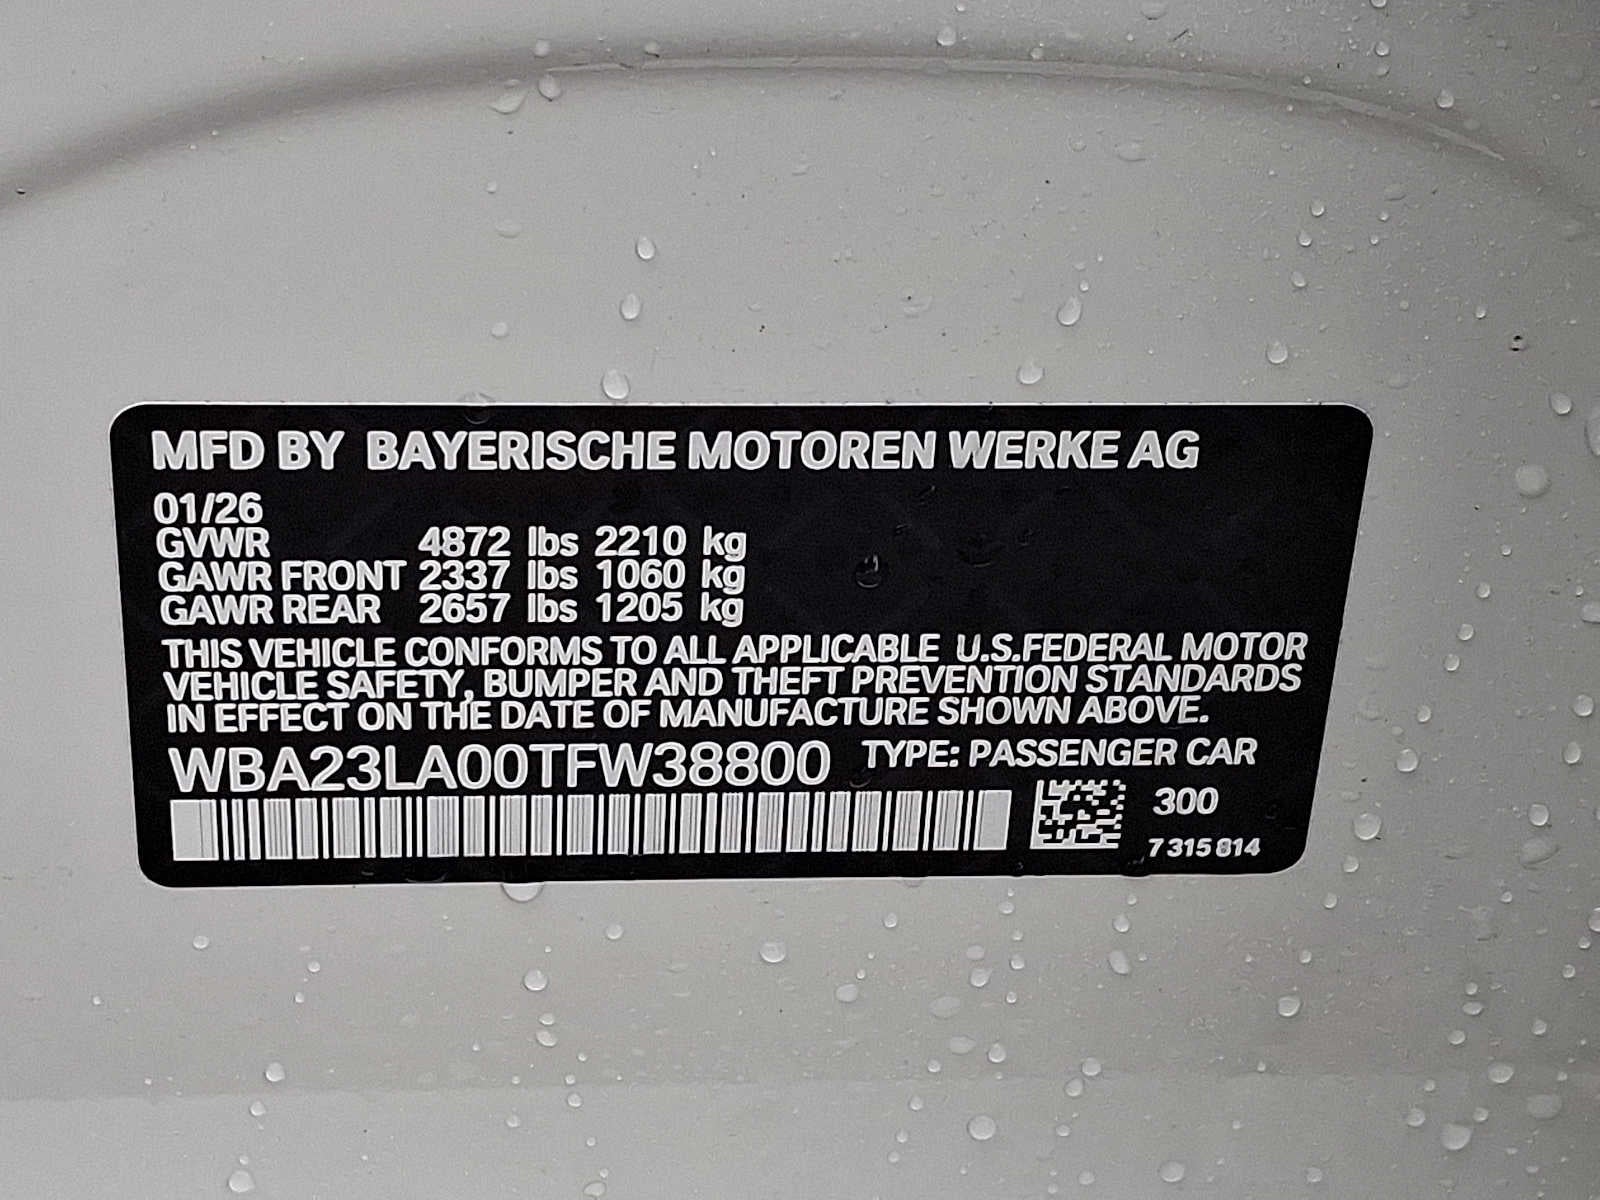 MFD BY BAYERISCHE MOTOREN WERKE AG
01/26
GVWR 4872 lbs 2210 kg
GAWR FRONT 2337 lbs 1060 kg
GAWR REAR 2657 lbs 1205 kg
THIS VEHICLE CONFORMS TO ALL APPLICABLE U.S.FEDERAL MOTOR
VEHICLE SAFETY, BUMPER AND THEFT PREVENTION STANDARDS
IN EFFECT ON THE DATE OF MANUFACTURE SHOWN ABOVE.
WBA23LA00TFW38800 TYPE: PASSENGER CAR
300
7 315 814